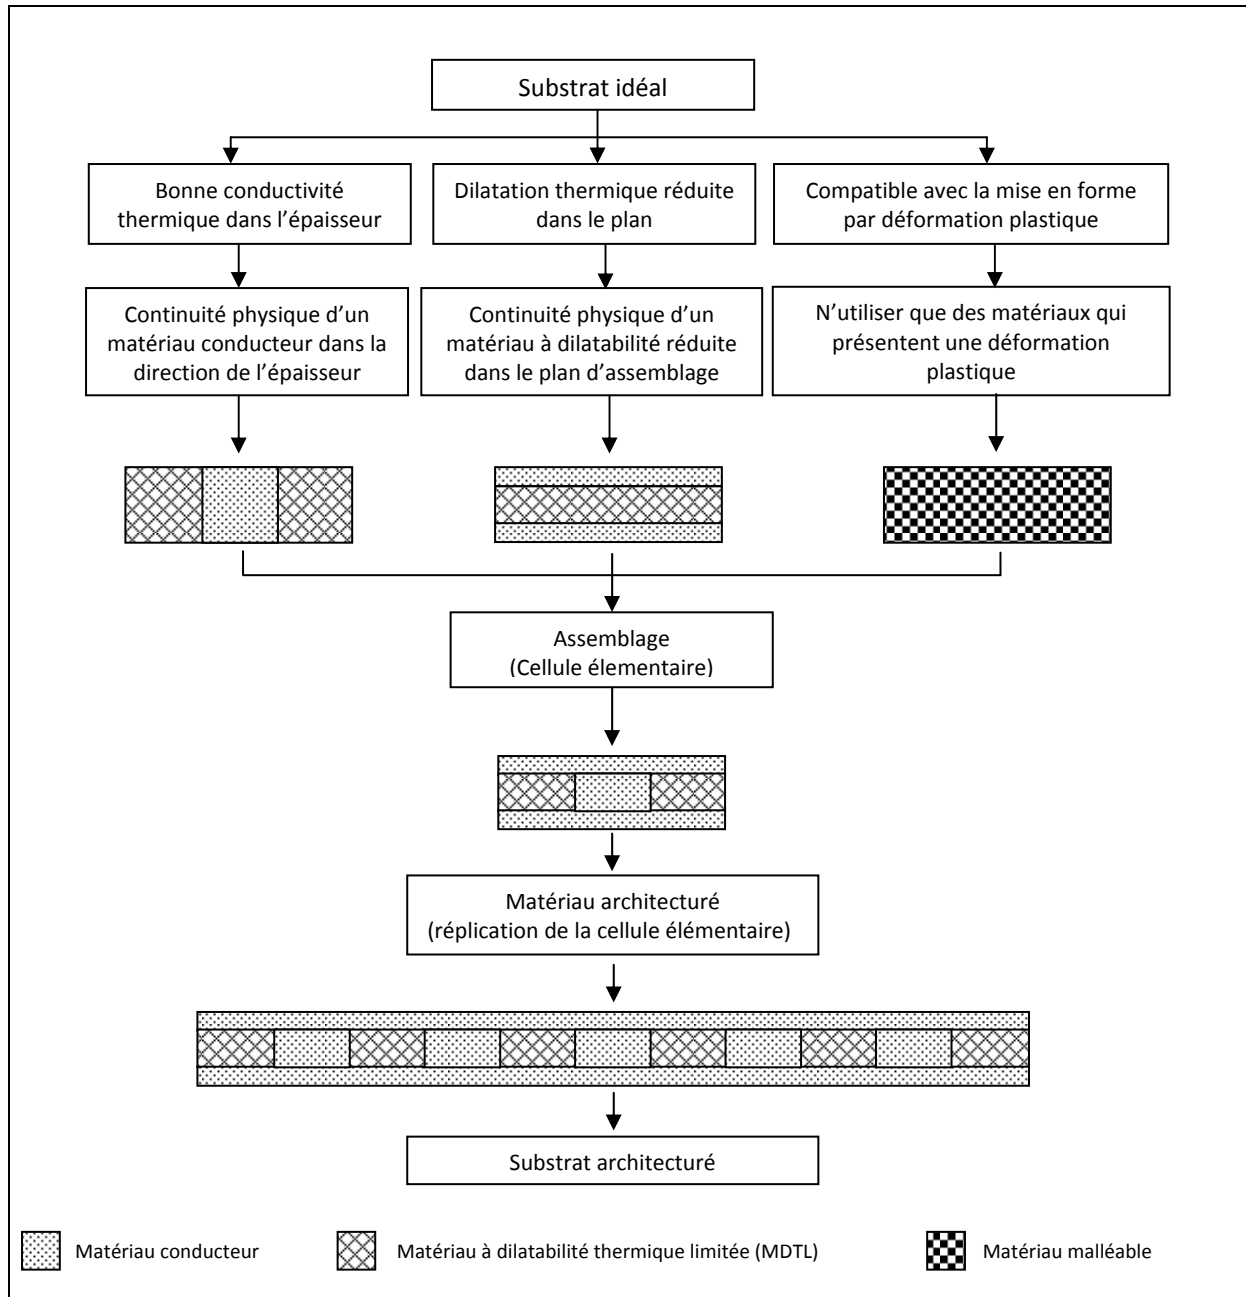 Substrat idéal
Bonne conductivité
thermique dans l'épaisseur
Dilatation thermique réduite
dans le plan
Compatible avec la mise en forme
par déformation plastique
Continuité physique d'un
matériau conducteur dans la
direction de l'épaisseur
Continuité physique d'un
matériau à dilatabilité réduite
dans le plan d'assemblage
N'utiliser que des matériaux qui
présentent une déformation
plastique
Assemblage
(Cellule élementaire)
Matériau architecturé
(réplication de la cellule élémentaire)
Substrat architecturé
Matériau conducteur
Matériau à dilatabilité thermique limitée (MDTL)
Matériau malléable